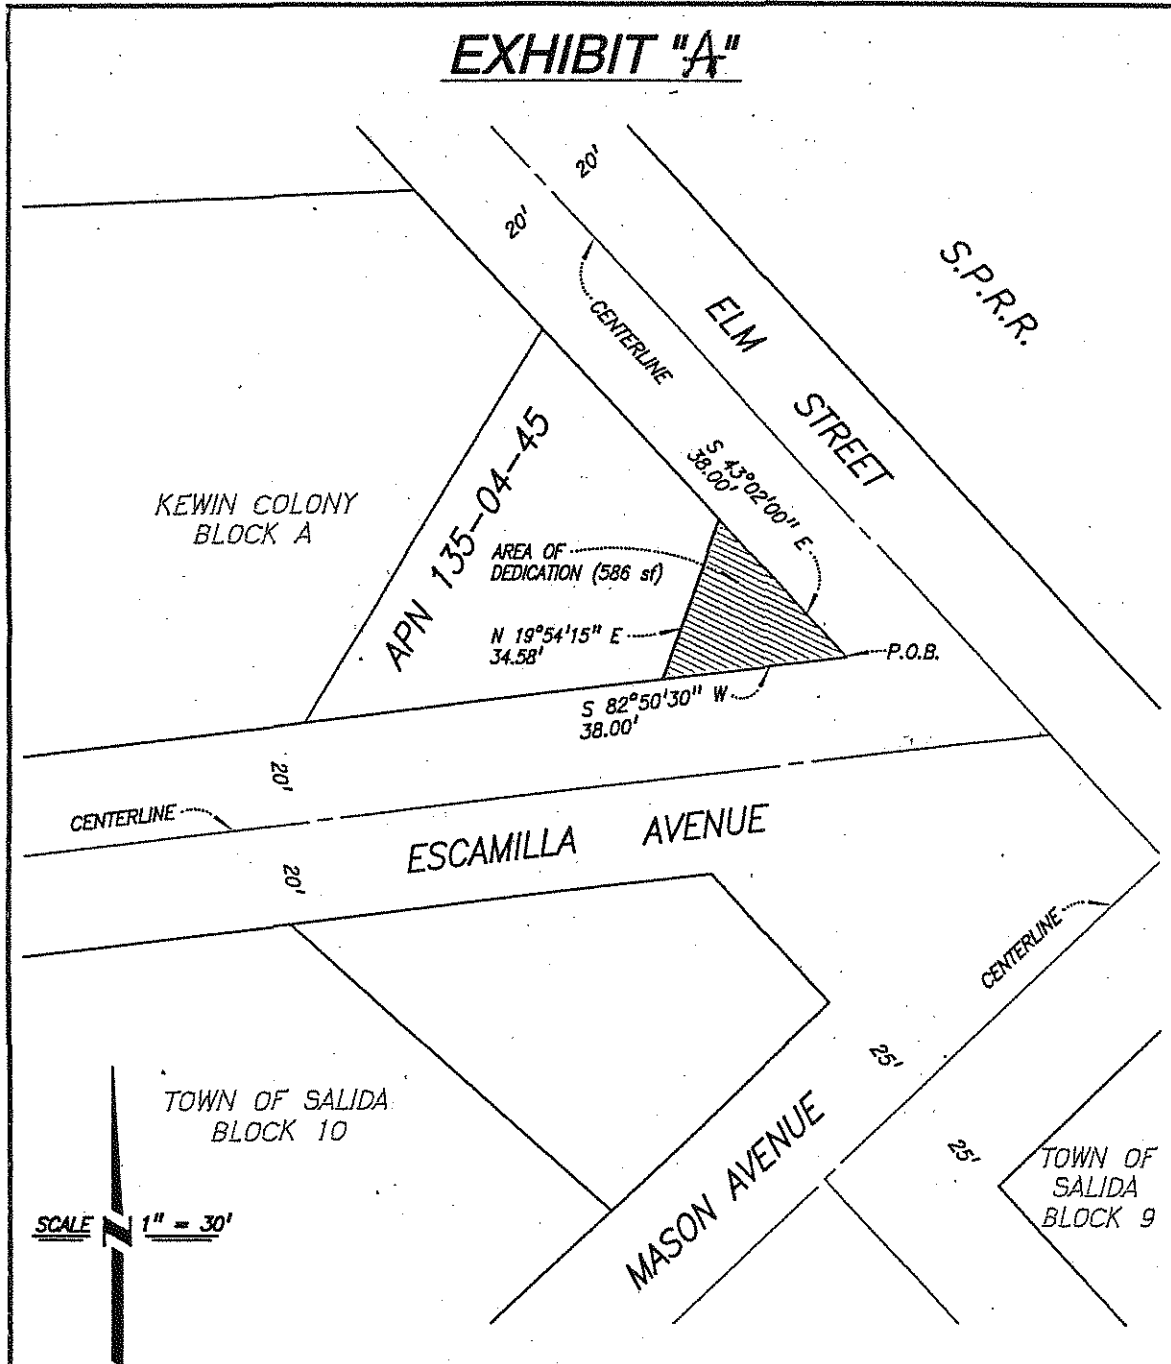 EXHIBIT "A"
20'
20'
S.P.R.R.
ELM
STREET
CENTERLINE
S 43°02'00" E
38.00'
KEWIN COLONY
BLOCK A
APN 135-04-45
AREA OF
DEDICATION (586 sf)
N 19°54'15" E
34.58'
P.O.B.
S 82°50'30" W
38.00'
20'
CENTERLINE
ESCAMILLA AVENUE
20'
CENTERLINE
25'
25'
MASON AVENUE
TOWN OF SALIDA
BLOCK 10
TOWN OF
SALIDA
BLOCK 9
SCALE 1" = 30'